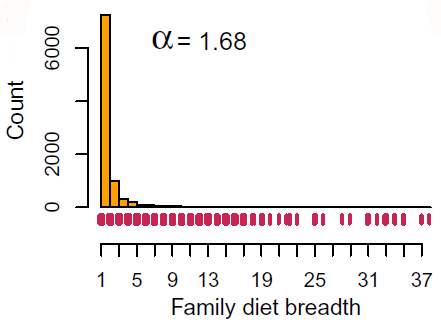 α = 1.68
Count
6000
2000
0
1 5 9 13 19 25 31 37
Family diet breadth